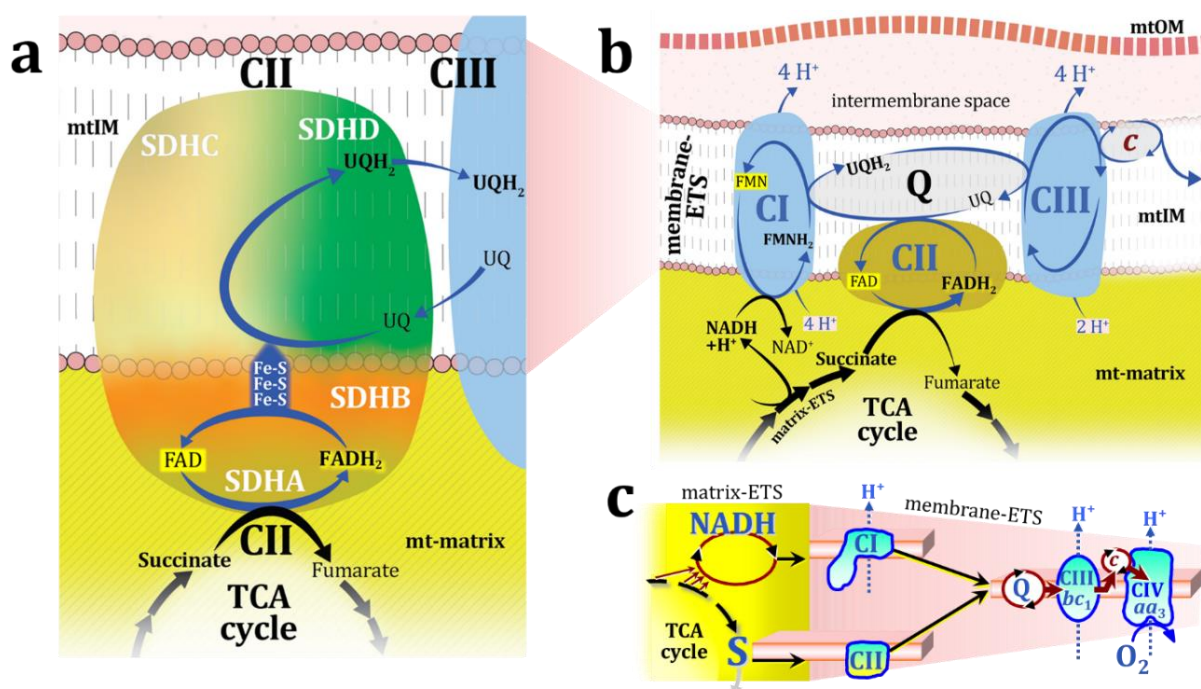 a
CII
CIII
mtIM
SDHC
SDHD
UQH₂
UQH₂
UQ
UQ
Fe-S
Fe-S
Fe-S
SDHB
FAD
FADH₂
SDHA
CII
Succinate
Fumarate
mt-matrix
TCA
cycle
b
mtOM
4 H⁺
4 H⁺
intermembrane space
membrane-
ETS
FMN
UQH₂
Q
c
CI
UQ
CIII
mtIM
FMNH₂
CII
FAD
FADH₂
NADH
+H⁺
NAD⁺
4 H⁺
2 H⁺
Succinate
Fumarate
mt-matrix
matrix-ETS
TCA
cycle
c
matrix-ETS
membrane-ETS
NADH
H⁺
H⁺
H⁺
CI
Q
CIII
bc₁
c
CIV
aa₃
TCA
cycle
S
CII
O₂